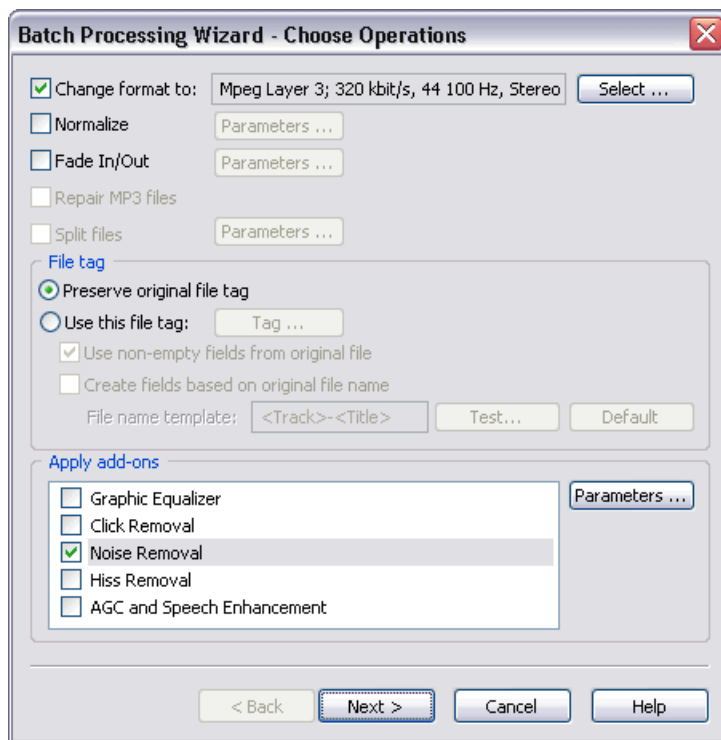 Batch Processing Wizard - Choose Operations
Change format to: Mpeg Layer 3; 320 kbit/s, 44 100 Hz, Stereo Select ...
Normalize Parameters ...
Fade In/Out Parameters ...
Repair MP3 files
Split files Parameters ...
File tag
Preserve original file tag
Use this file tag: Tag ...
Use non-empty fields from original file
Create fields based on original file name
File name template: <Track>-<Title> Test... Default
Apply add-ons
Graphic Equalizer Parameters ...
Click Removal
Noise Removal
Hiss Removal
AGC and Speech Enhancement
< Back Next > Cancel Help